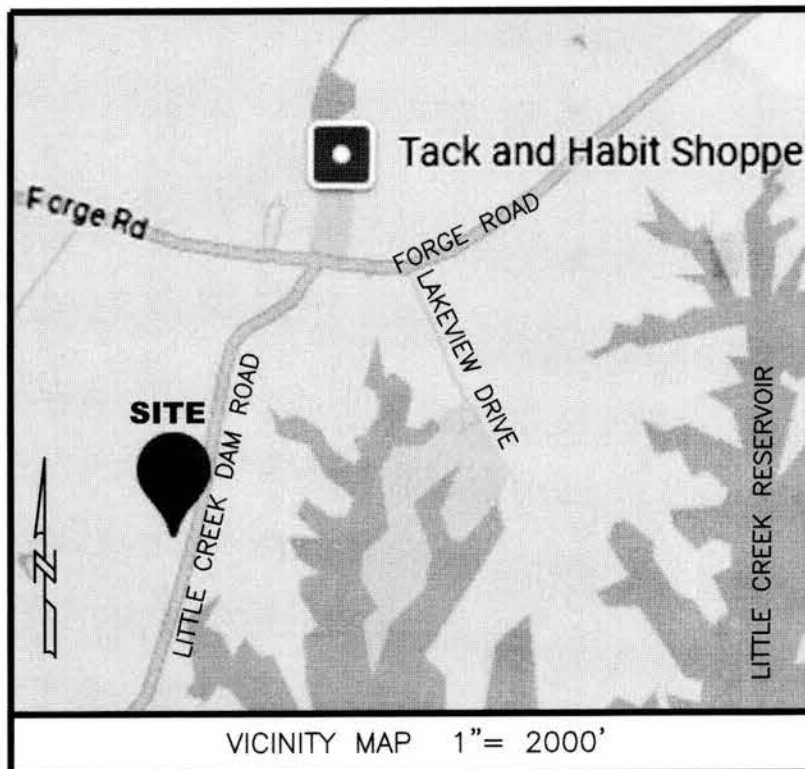 Tack and Habit Shoppe
Forge Rd
FORGE ROAD
LAKEVIEW DRIVE
SITE
LITTLE CREEK DAM ROAD
LITTLE CREEK RESERVOIR
N
VICINITY MAP 1"= 2000'